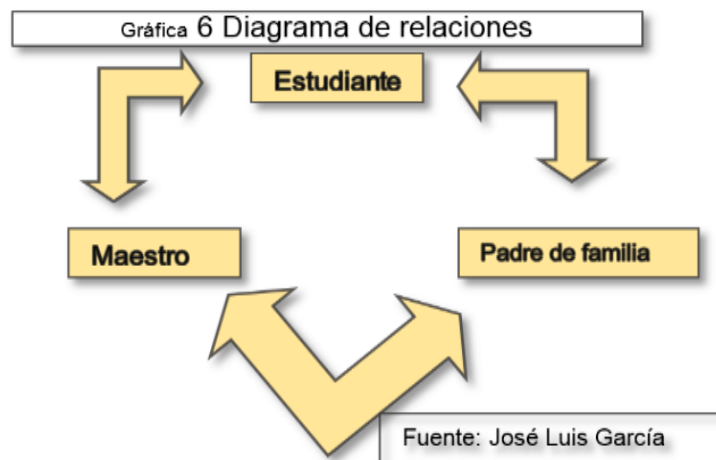 Gráfica 6 Diagrama de relaciones
Estudiante
Maestro
Padre de familia
Fuente: José Luis García